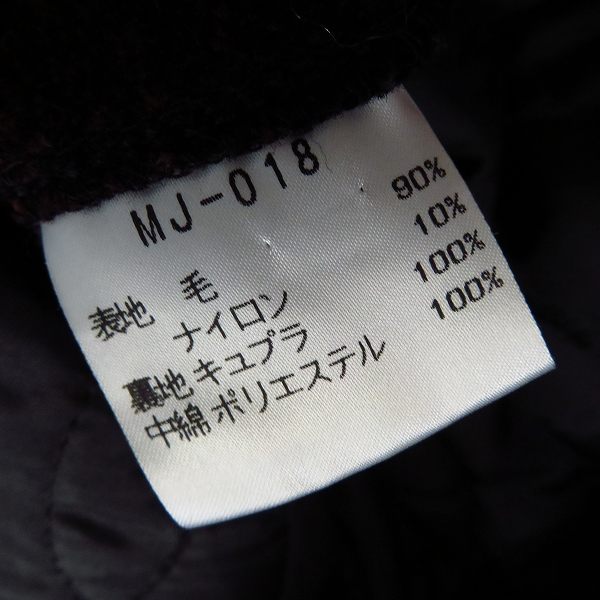 MJ-018
表地 毛 90%
ナイロン 10%
裏地 キュプラ 100%
中綿 ポリエステル 100%